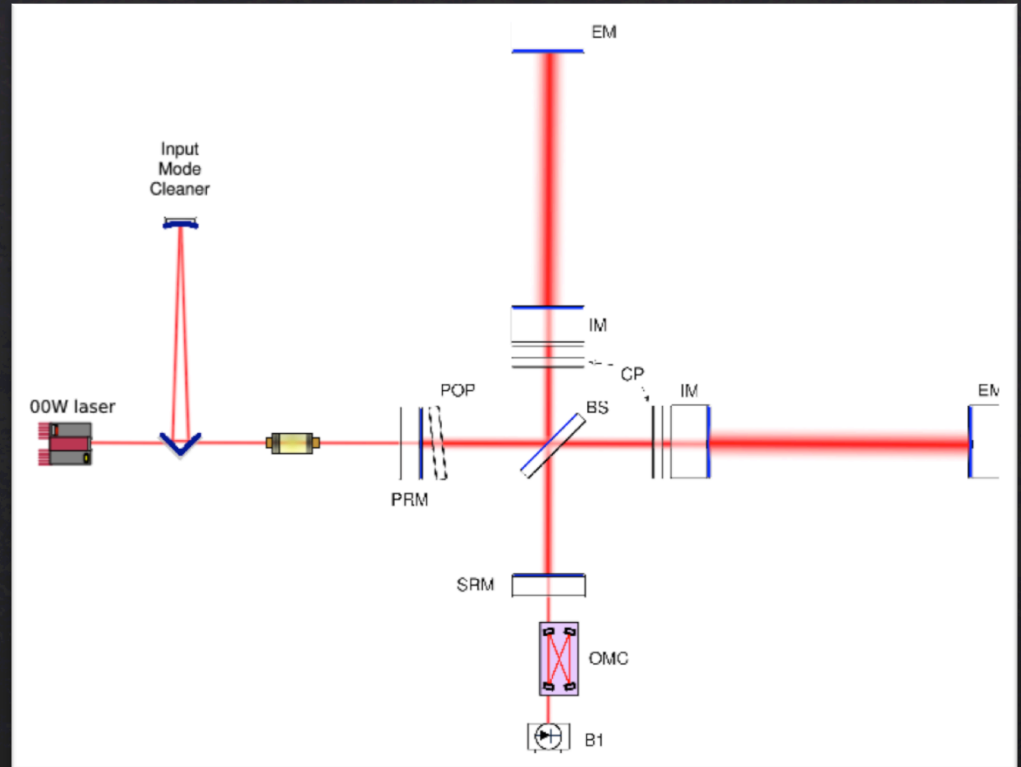 EM
Input
Mode
Cleaner
IM
CP
POP
IM
EM
00W laser
BS
PRM
SRM
OMC
B1